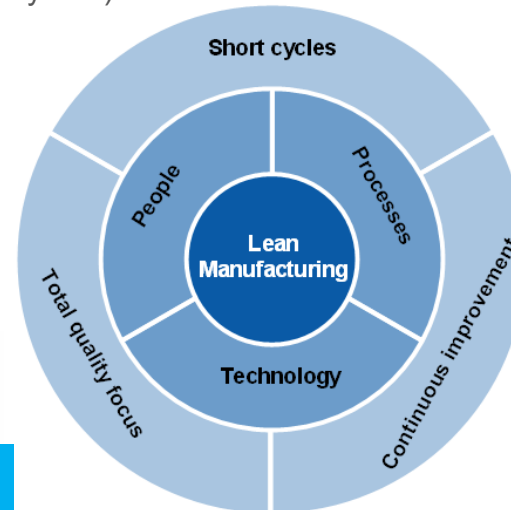 Short cycles
People
Processes
Lean
Manufacturing
Technology
Total quality focus
Continuous improvement